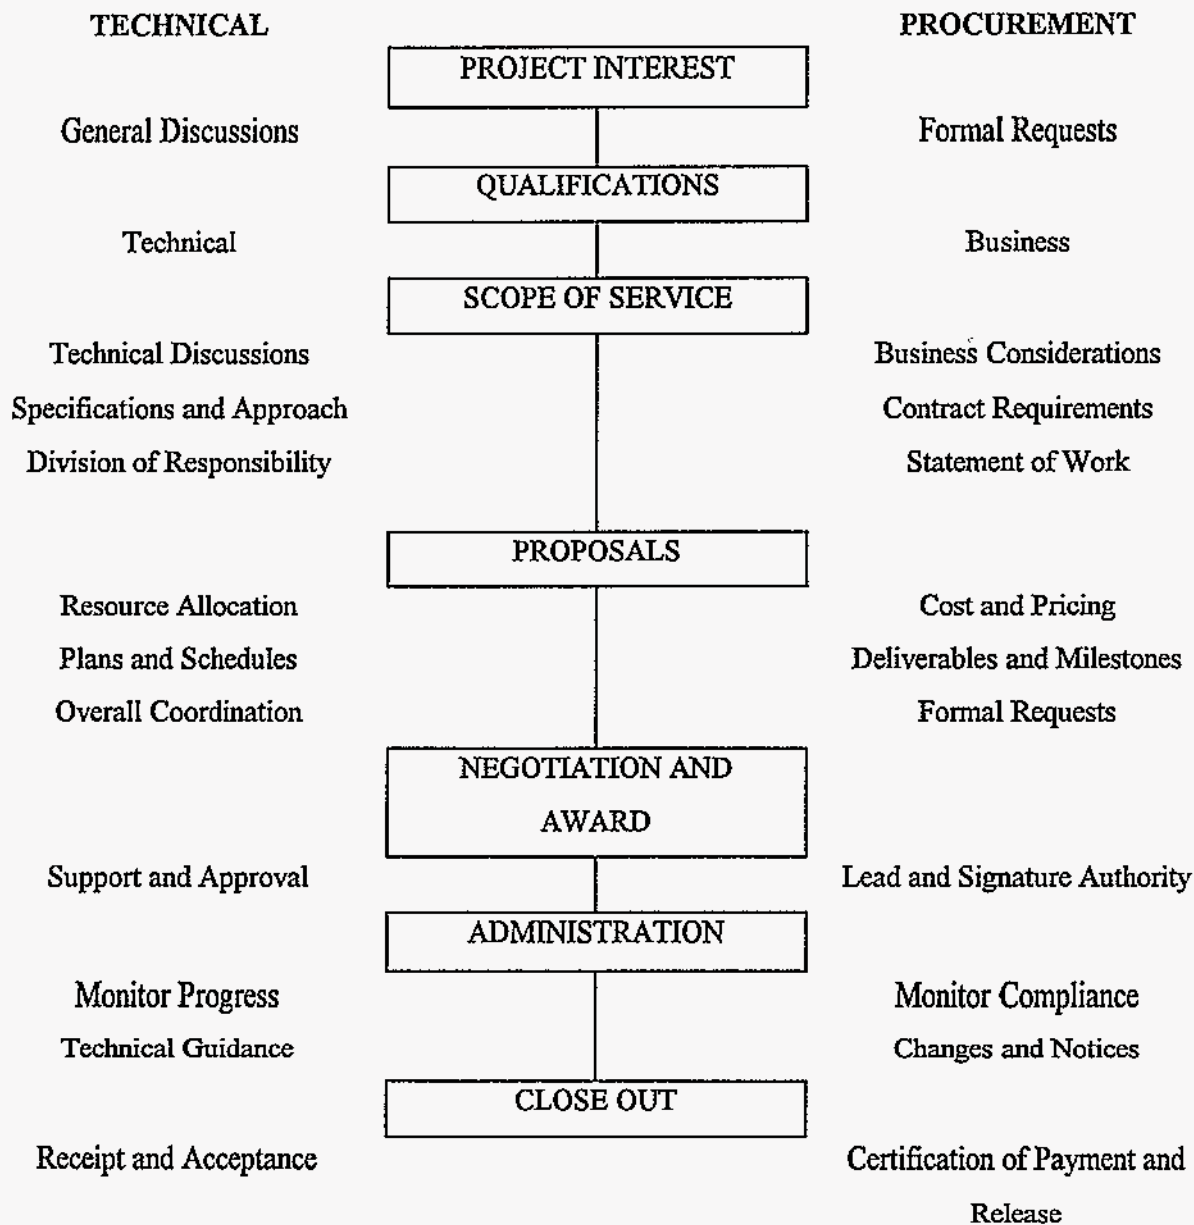 TECHNICAL
PROCUREMENT
PROJECT INTEREST
General Discussions
Formal Requests
QUALIFICATIONS
Technical
Business
SCOPE OF SERVICE
Technical Discussions
Business Considerations
Specifications and Approach
Contract Requirements
Division of Responsibility
Statement of Work
PROPOSALS
Resource Allocation
Cost and Pricing
Plans and Schedules
Deliverables and Milestones
Overall Coordination
Formal Requests
NEGOTIATION AND
AWARD
Support and Approval
Lead and Signature Authority
ADMINISTRATION
Monitor Progress
Monitor Compliance
Technical Guidance
Changes and Notices
CLOSE OUT
Receipt and Acceptance
Certification of Payment and
Release